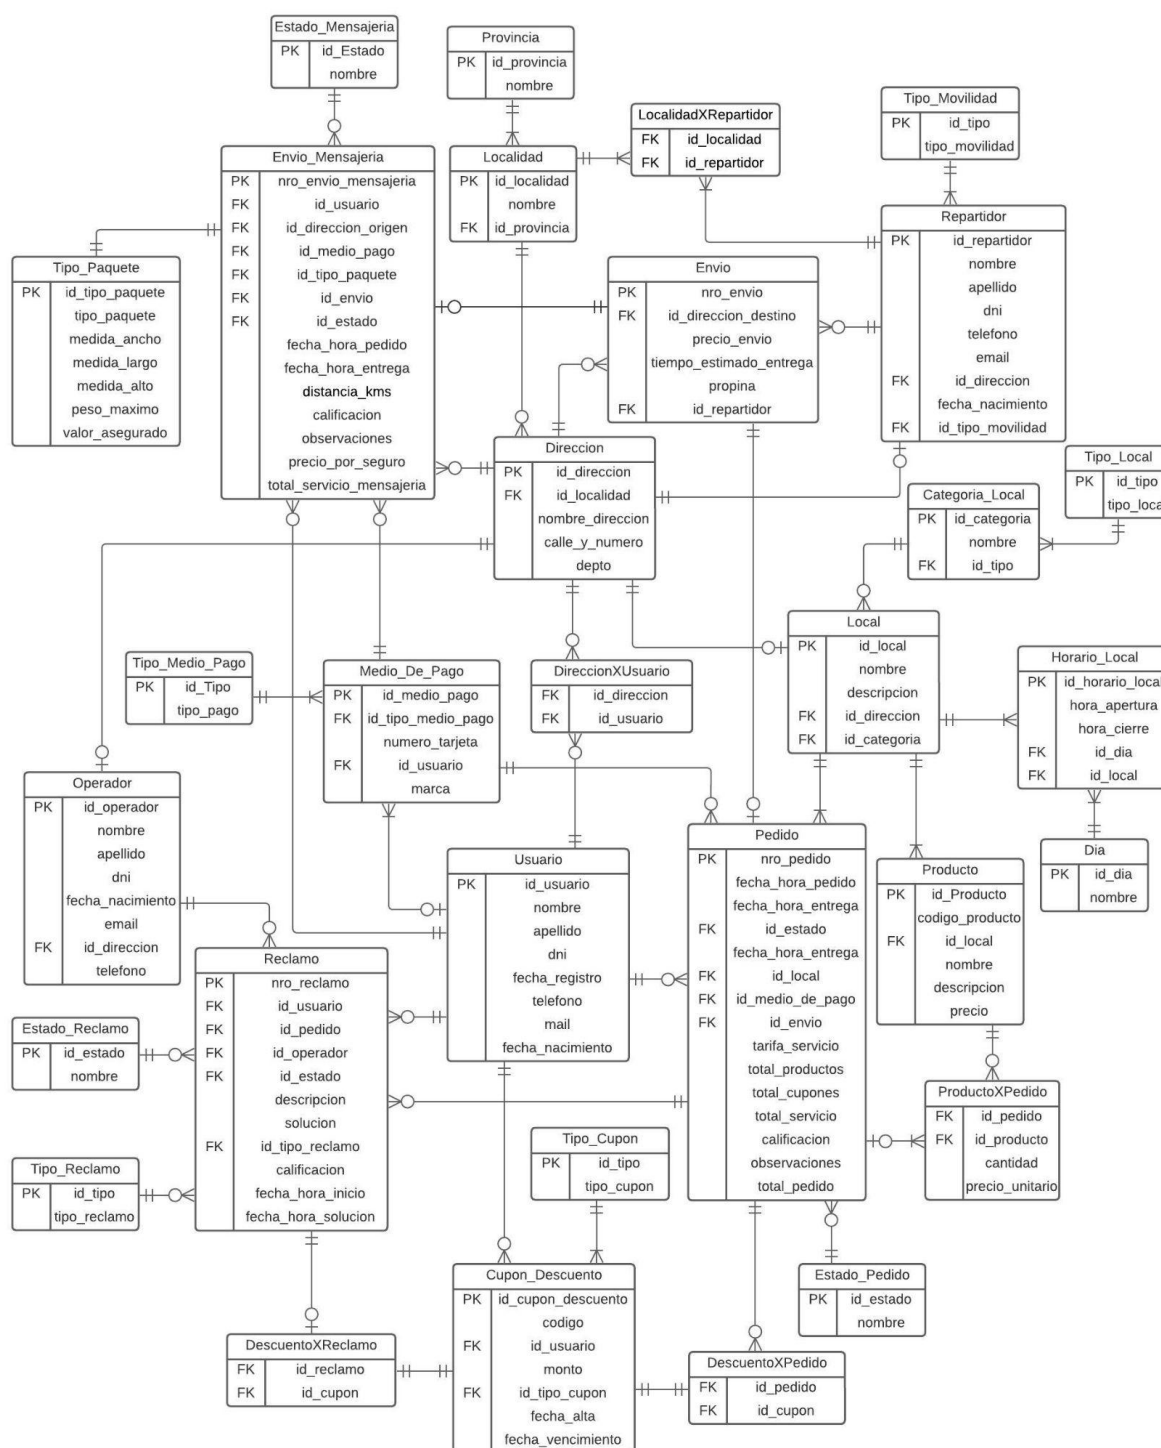 Estado_Mensajeria
PK id_Estado
nombre
Provincia
PK id_provincia
nombre
LocalidadXRepartidor
FK id_localidad
FK id_repartidor
Tipo_Movilidad
PK id_tipo
tipo_movilidad
Envio_Mensajeria
PK nro_envio_mensajeria
FK id_usuario
FK id_direccion_origen
FK id_medio_pago
FK id_tipo_paquete
FK id_envio
FK id_estado
fecha_hora_pedido
fecha_hora_entrega
distancia_kms
calificacion
observaciones
precio_por_seguro
total_servicio_mensajeria
Localidad
PK id_localidad
nombre
FK id_provincia
Repartidor
PK id_repartidor
nombre
apellido
dni
telefono
email
FK id_direccion
fecha_nacimiento
FK id_tipo_movilidad
Tipo_Paquete
PK id_tipo_paquete
tipo_paquete
medida_ancho
medida_largo
medida_alto
peso_maximo
valor_asegurado
Envio
PK nro_envio
FK id_direccion_destino
precio_envio
tiempo_estimado_entrega
propina
FK id_repartidor
Direccion
PK id_direccion
FK id_localidad
nombre_direccion
calle_y_numero
depto
Tipo_Local
PK id_tipo
tipo_local
Categoria_Local
PK id_categoria
nombre
FK id_tipo
Local
PK id_local
nombre
descripcion
FK id_direccion
FK id_categoria
Horario_Local
PK id_horario_local
hora_apertura
hora_cierre
FK id_dia
FK id_local
Tipo_Medio_Pago
PK id_Tipo
tipo_pago
Medio_De_Pago
PK id_medio_pago
FK id_tipo_medio_pago
numero_tarjeta
FK id_usuario
marca
DireccionXUsuario
FK id_direccion
FK id_usuario
Operador
PK id_operador
nombre
apellido
dni
fecha_nacimiento
email
FK id_direccion
telefono
Usuario
PK id_usuario
nombre
apellido
dni
fecha_registro
telefono
mail
fecha_nacimiento
Pedido
PK nro_pedido
fecha_hora_pedido
fecha_hora_entrega
FK id_estado
fecha_hora_entrega
FK id_local
FK id_medio_de_pago
FK id_envio
tarifa_servicio
total_productos
total_cupones
total_servicio
calificacion
observaciones
total_pedido
Producto
PK id_Producto
codigo_producto
FK id_local
nombre
descripcion
precio
Dia
PK id_dia
nombre
Reclamo
PK nro_reclamo
FK id_usuario
FK id_pedido
FK id_operador
FK id_estado
descripcion
solucion
FK id_tipo_reclamo
calificacion
fecha_hora_inicio
fecha_hora_solucion
Estado_Reclamo
PK id_estado
nombre
Tipo_Reclamo
PK id_tipo
tipo_reclamo
ProductoXPedido
FK id_pedido
FK id_producto
cantidad
precio_unitario
Tipo_Cupon
PK id_tipo
tipo_cupon
Cupon_Descuento
PK id_cupon_descuento
codigo
FK id_usuario
monto
FK id_tipo_cupon
fecha_alta
fecha_vencimiento
Estado_Pedido
PK id_estado
nombre
DescuentoXReclamo
FK id_reclamo
FK id_cupon
DescuentoXPedido
FK id_pedido
FK id_cupon